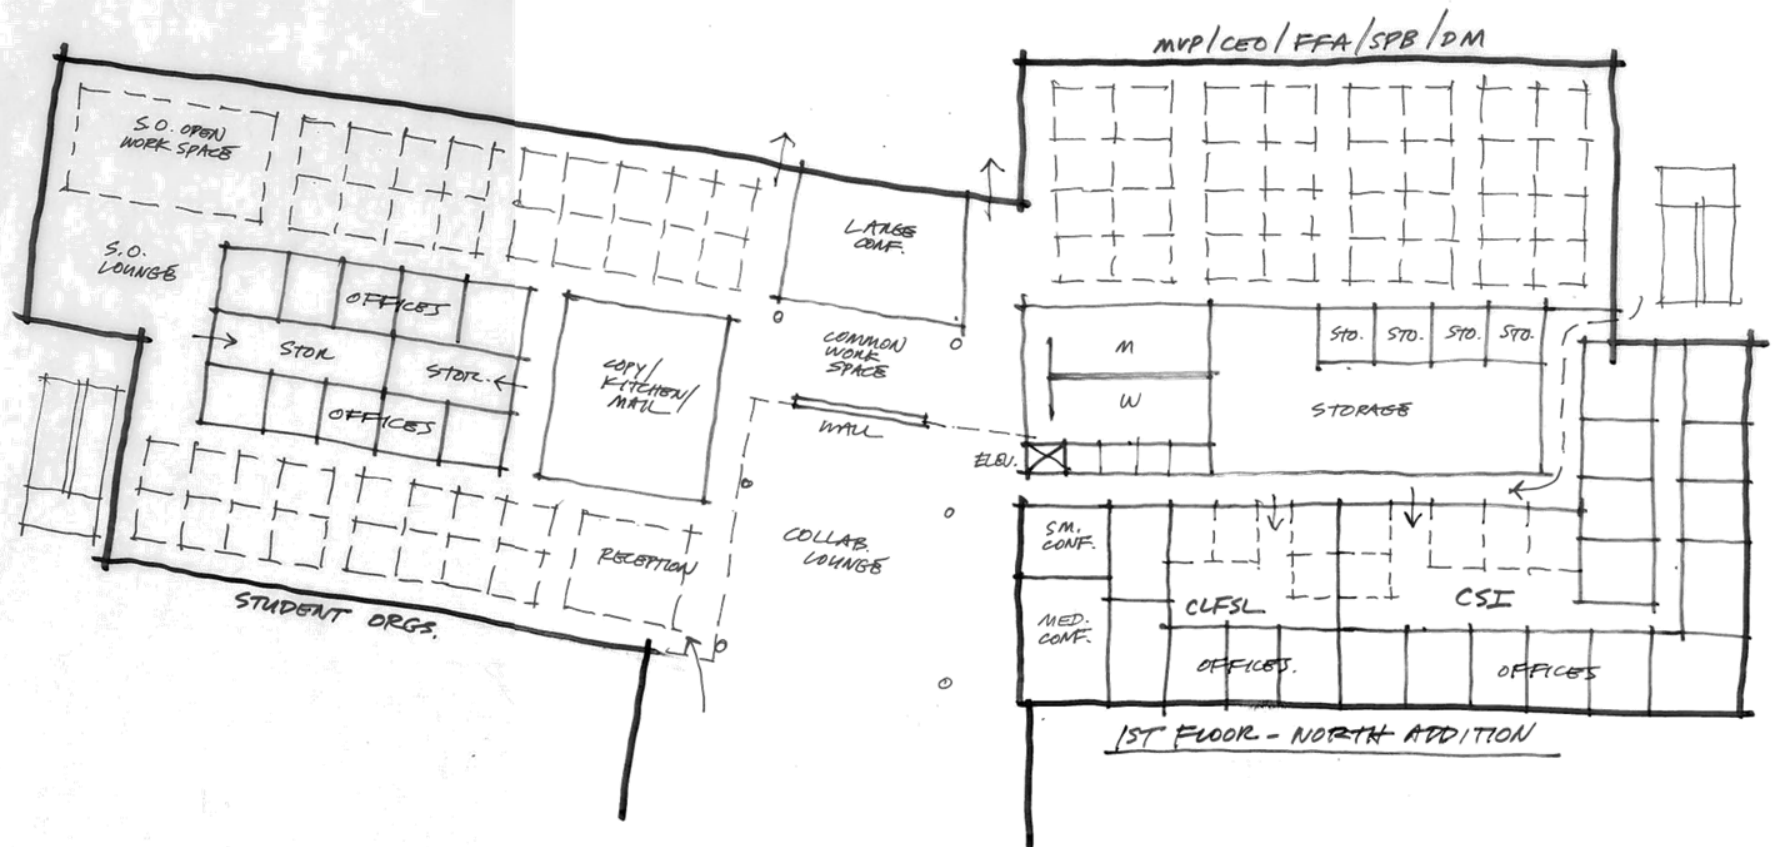 MVP/CEO/FFA/SPB/DM
S.O. OPEN
WORK SPACE
S.O.
LOUNGE
OFFICES
STOR
STOR.
OFFICES
COPY/
KITCHEN/
MAIL
LARGE
CONF.
COMMON
WORK
SPACE
WALL
ELEV.
M
W
STO.
STO.
STO.
STO.
STORAGE
RECEPTION
COLLAB.
LOUNGE
SM.
CONF.
MED.
CONF.
CLFSL
CSI
OFFICES.
OFFICES
STUDENT ORGS.
1ST FLOOR - NORTH ADDITION